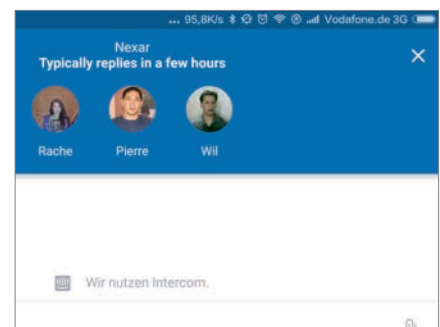 ... 95,8K/s Vodafone.de 3G
Nexar
Typically replies in a few hours
Rache Pierre Wil
Wir nutzen Intercom.